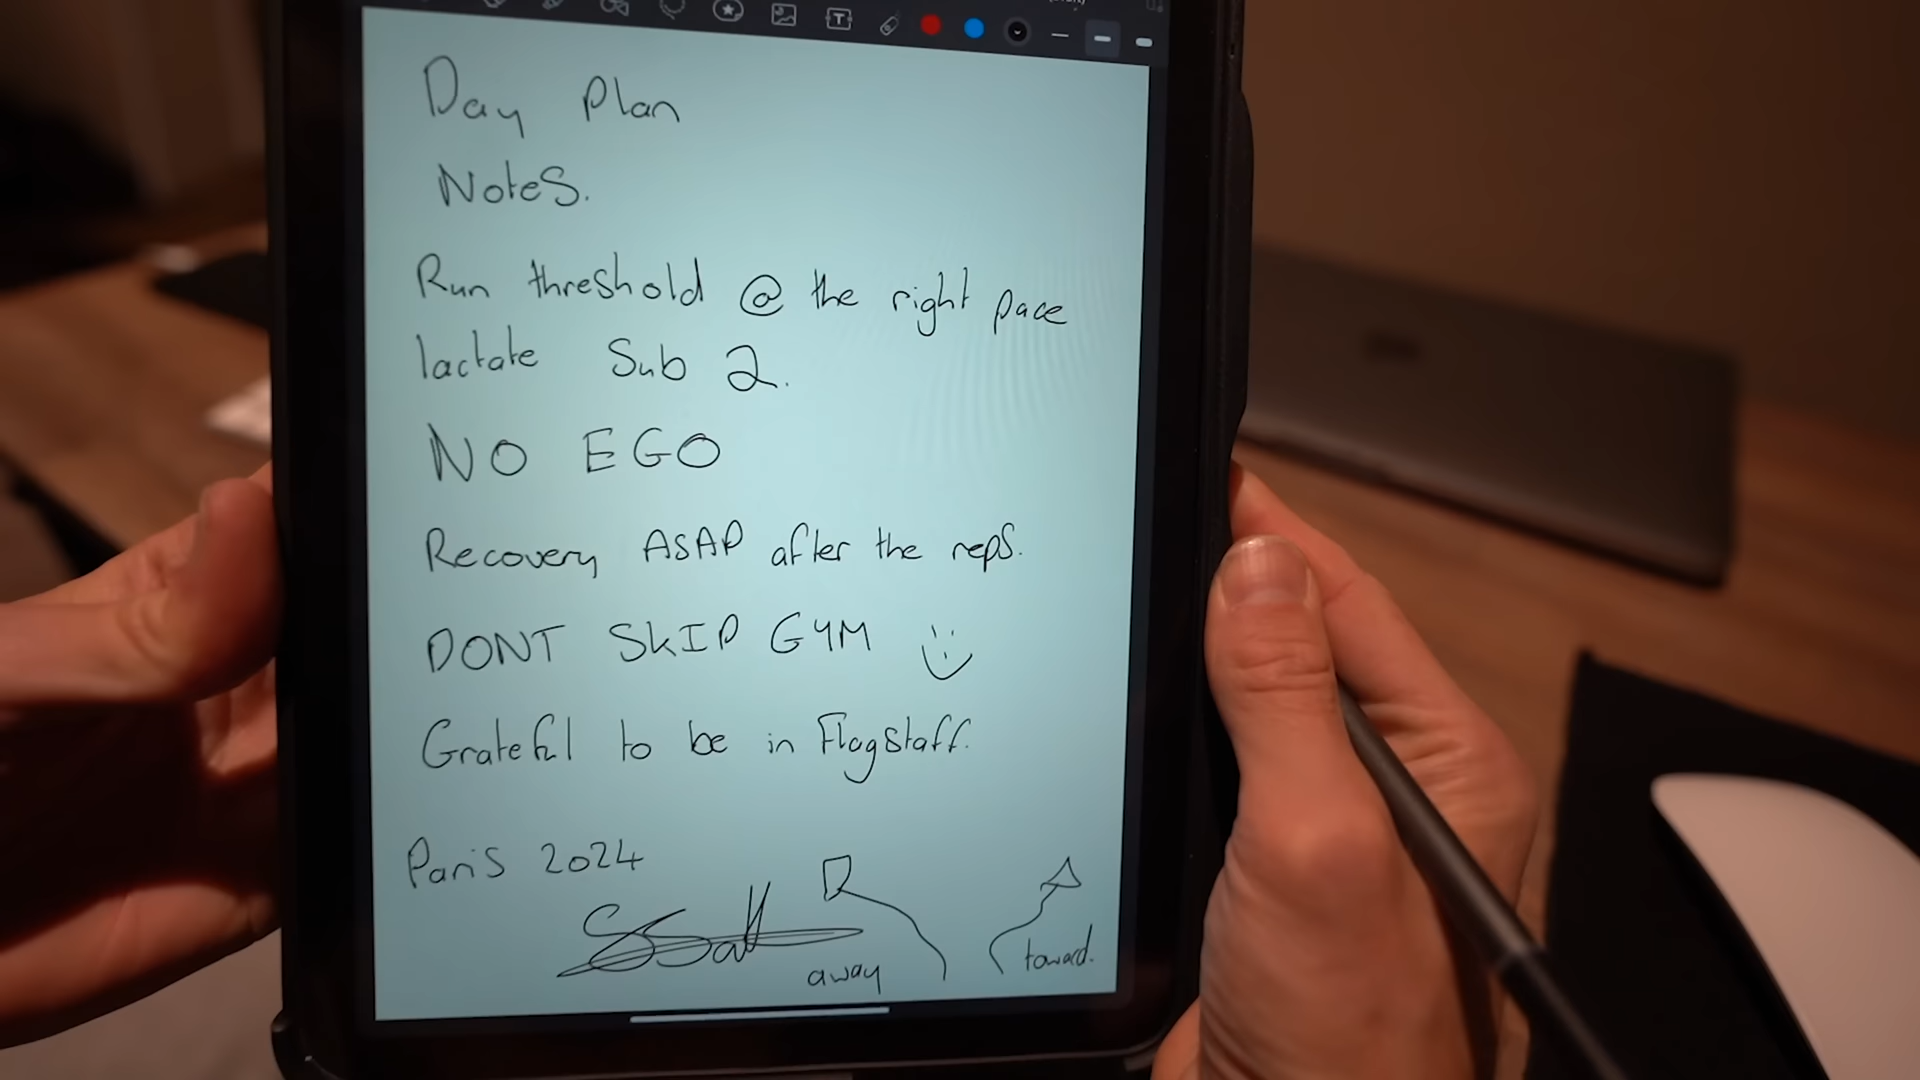 Day Plan
Notes.
Run threshold @ the right pace
lactate Sub 2.
NO EGO
Recovery ASAP after the reps.
DONT SKIP GYM
Grateful to be in Flagstaff.
Paris 2024
away
toward.